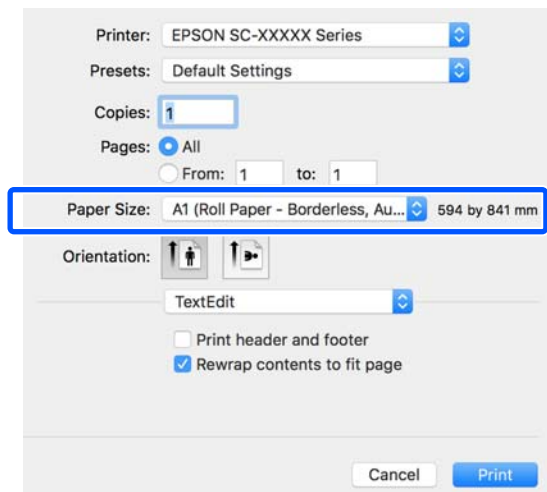 Printer: EPSON SC-XXXXX Series
Presets: Default Settings
Copies: 1
Pages: All
From: 1 to: 1
Paper Size: A1 (Roll Paper - Borderless, Au... 594 by 841 mm
Orientation:
TextEdit
Print header and footer
Rewrap contents to fit page
Cancel Print